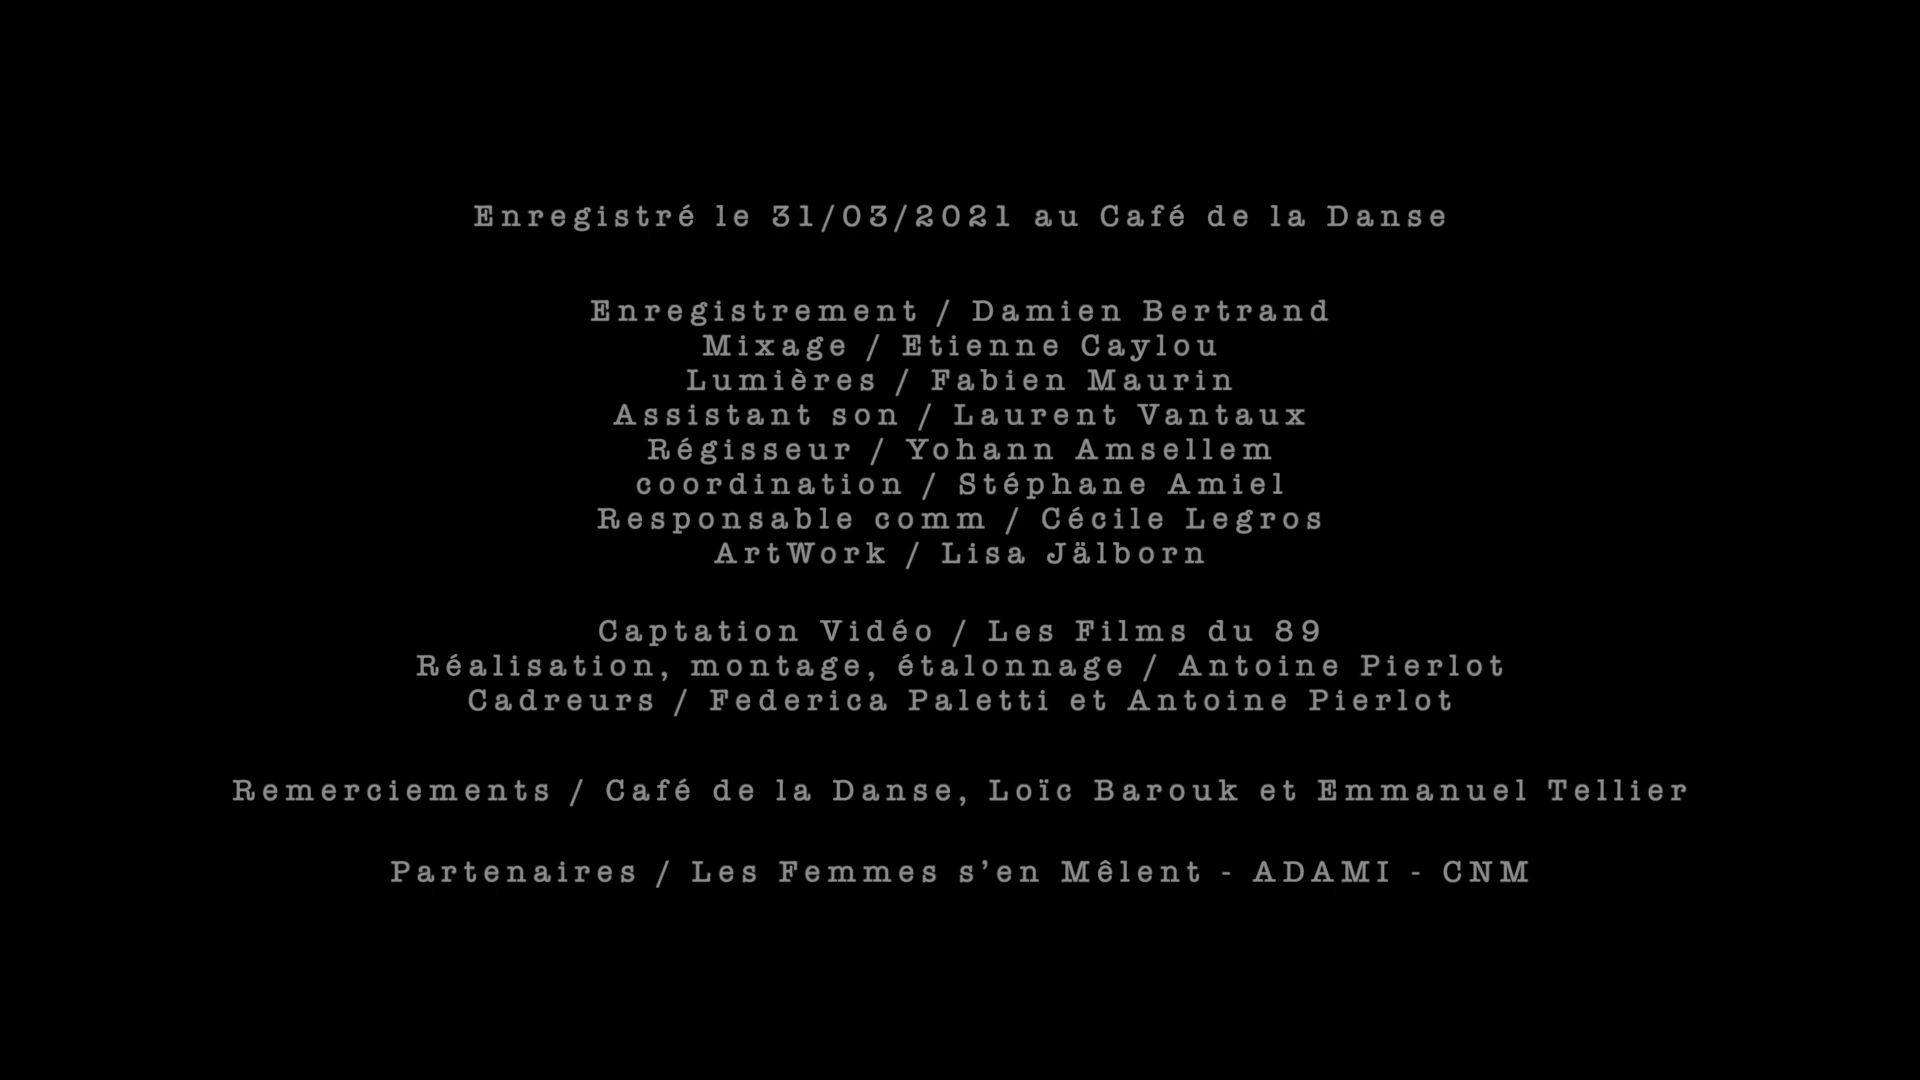 Enregistré le 31/03/2021 au Café de la Danse
Enregistrement / Damien Bertrand
Mixage / Etienne Caylou
Lumières / Fabien Maurin
Assistant son / Laurent Vantaux
Régisseur / Yohann Amsellem
coordination / Stéphane Amiel
Responsable comm / Cécile Legros
ArtWork / Lisa Jälborn
Captation Vidéo / Les Films du 89
Réalisation, montage, étalonnage / Antoine Pierlot
Cadreurs / Federica Paletti et Antoine Pierlot
Remerciements / Café de la Danse, Loïc Barouk et Emmanuel Tellier
Partenaires / Les Femmes s’en Mêlent - ADAMI - CNM